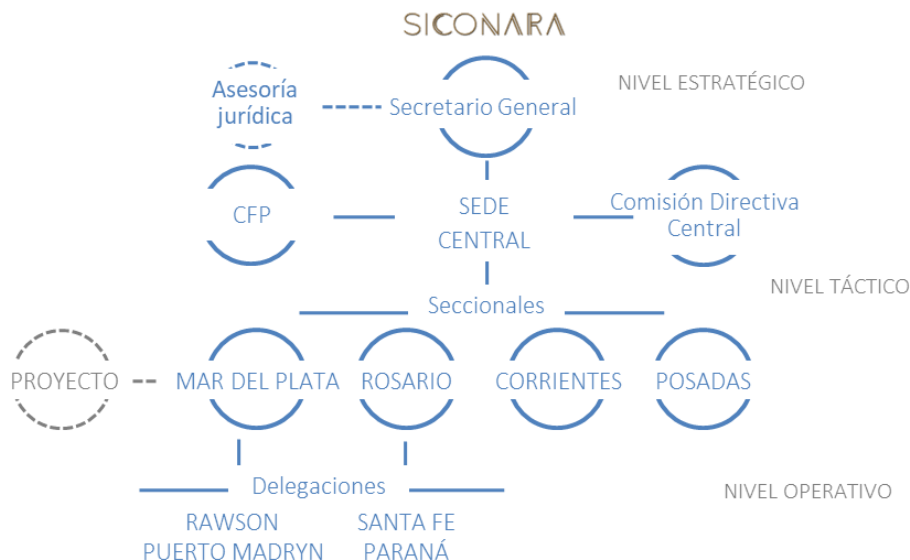 SICONARA
NIVEL ESTRATÉGICO
Asesoría
jurídica
Secretario General
CFP
SEDE
CENTRAL
Comisión Directiva
Central
NIVEL TÁCTICO
Seccionales
PROYECTO
MAR DEL PLATA
ROSARIO
CORRIENTES
POSADAS
Delegaciones
NIVEL OPERATIVO
RAWSON
PUERTO MADRYN
SANTA FE
PARANÁ